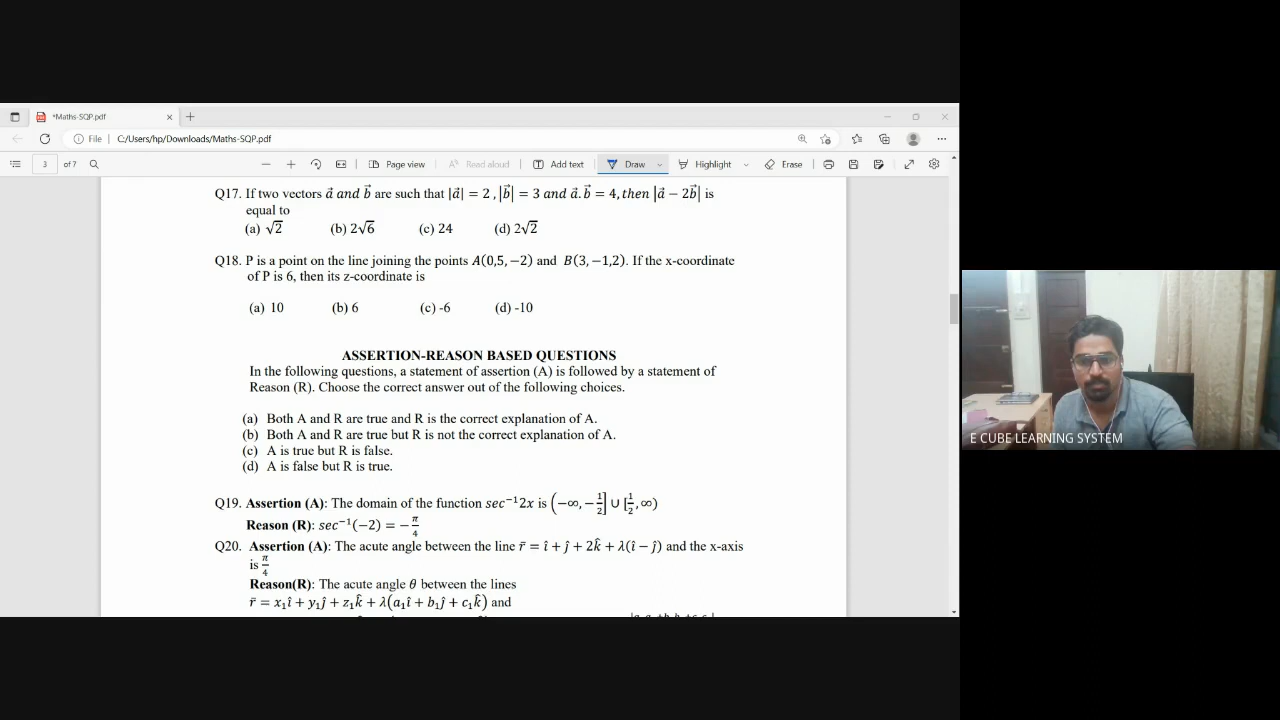 *Maths-SQP.pdf
File C:/Users/hp/Downloads/Maths-SQP.pdf
3 of 7 Page view Read aloud Add text Draw Highlight Erase
Q17. If two vectors a⃗ and b⃗ are such that |a⃗| = 2 , |b⃗| = 3 and a⃗. b⃗ = 4, then |a⃗ − 2b⃗| is
equal to
(a) √2 (b) 2√6 (c) 24 (d) 2√2
Q18. P is a point on the line joining the points A(0,5,−2) and B(3,−1,2). If the x-coordinate
of P is 6, then its z-coordinate is
(a) 10 (b) 6 (c) -6 (d) -10
ASSERTION-REASON BASED QUESTIONS
In the following questions, a statement of assertion (A) is followed by a statement of
Reason (R). Choose the correct answer out of the following choices.
(a) Both A and R are true and R is the correct explanation of A.
(b) Both A and R are true but R is not the correct explanation of A.
(c) A is true but R is false.
(d) A is false but R is true.
Q19. Assertion (A): The domain of the function sec⁻¹2x is (−∞, −1/2] ∪ [1/2, ∞)
Reason (R): sec⁻¹(−2) = −π/4
Q20. Assertion (A): The acute angle between the line r̄ = î + ĵ + 2k̂ + λ(î − ĵ) and the x-axis
is π/4
Reason(R): The acute angle θ between the lines
r̄ = x₁î + y₁ĵ + z₁k̂ + λ(a₁î + b₁ĵ + c₁k̂) and
E CUBE LEARNING SYSTEM